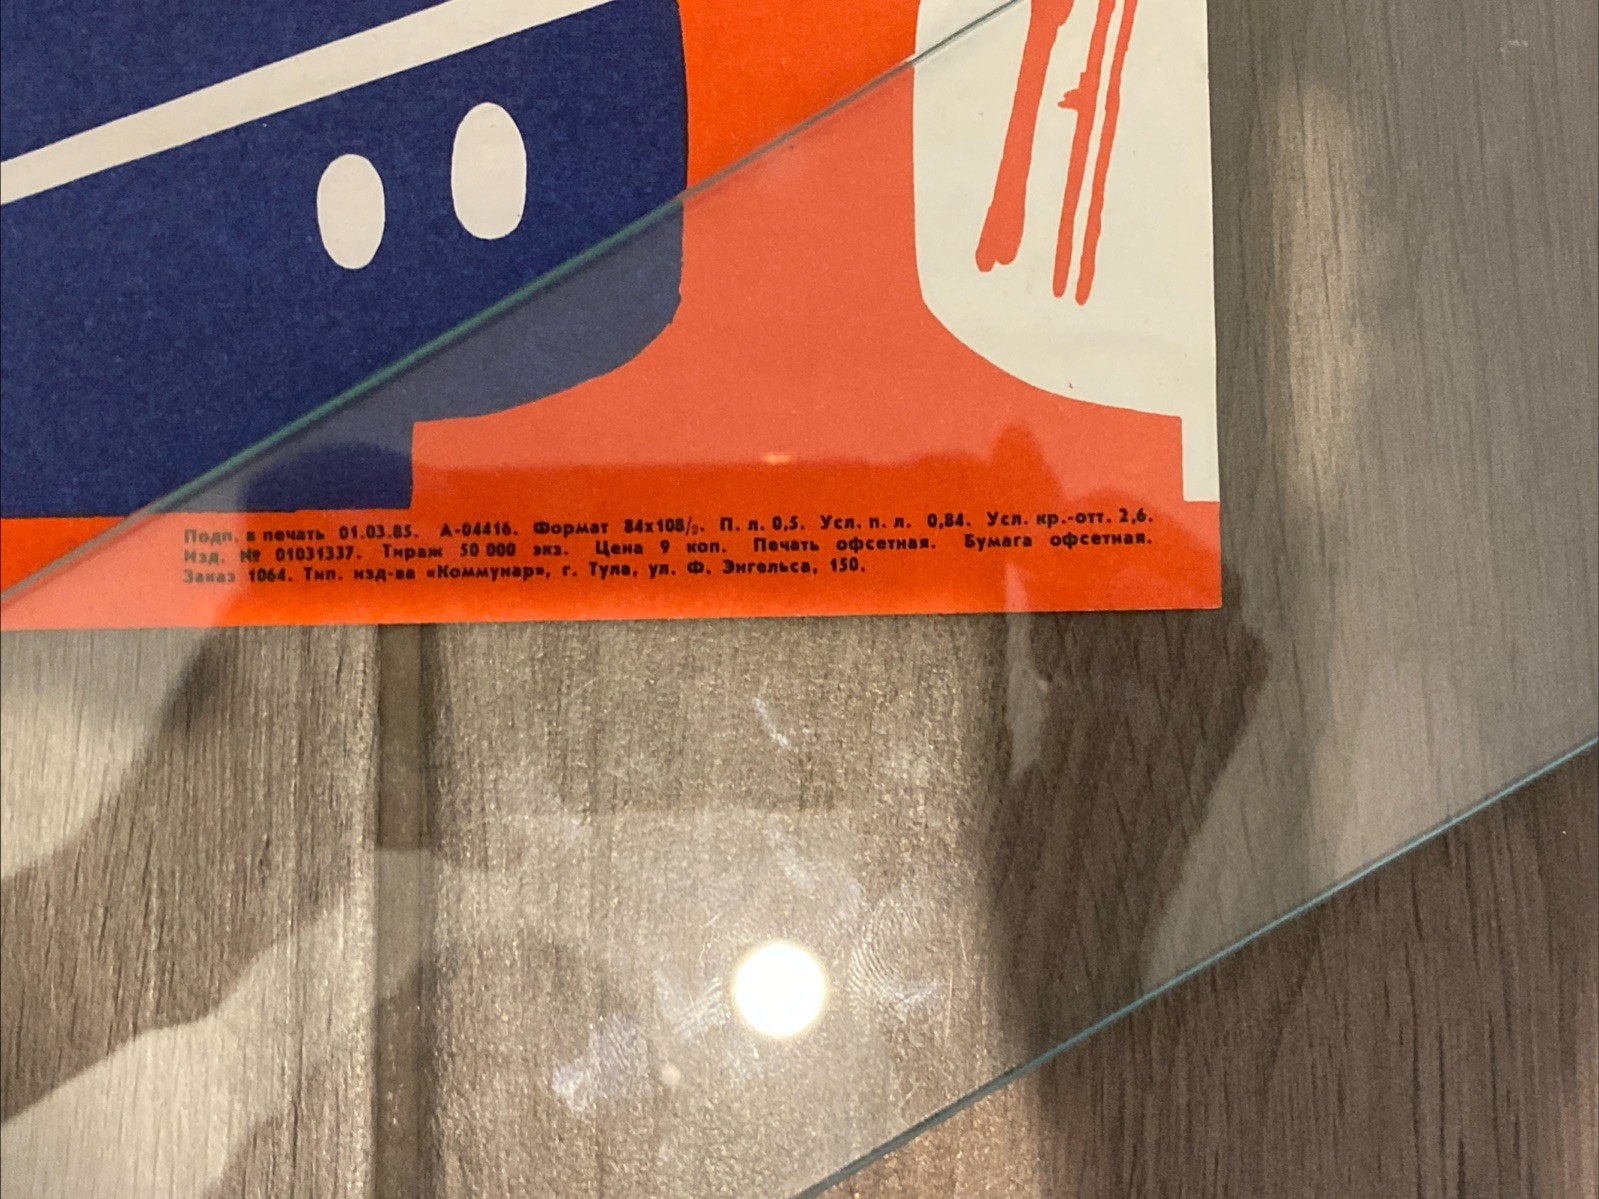 Подп. в печать 01.03.85. А-04416. Формат 84х108/₂. П. л. 0,5. Усл. п. л. 0,84. Усл. кр.-отт. 2,6.
Изд. № 01031337. Тираж 50 000 экз. Цена 9 коп. Печать офсетная. Бумага офсетная.
Заказ 1064. Тип. изд-ва «Коммунар», г. Тула, ул. Ф. Энгельса, 150.